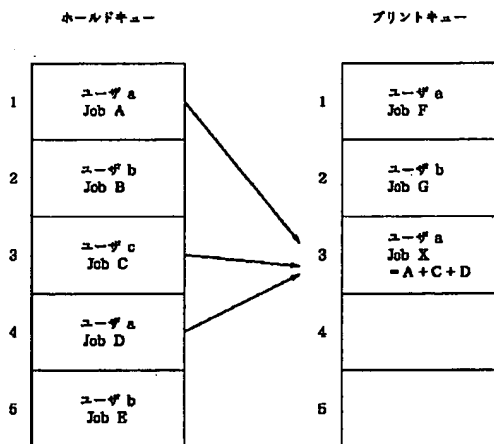 ホールドキュー
1
ユーザ a
Job A
2
ユーザ b
Job B
3
ユーザ c
Job C
4
ユーザ a
Job D
5
ユーザ b
Job E
プリントキュー
1
ユーザ a
Job F
2
ユーザ b
Job G
3
ユーザ a
Job X
=A+C+D
4
5